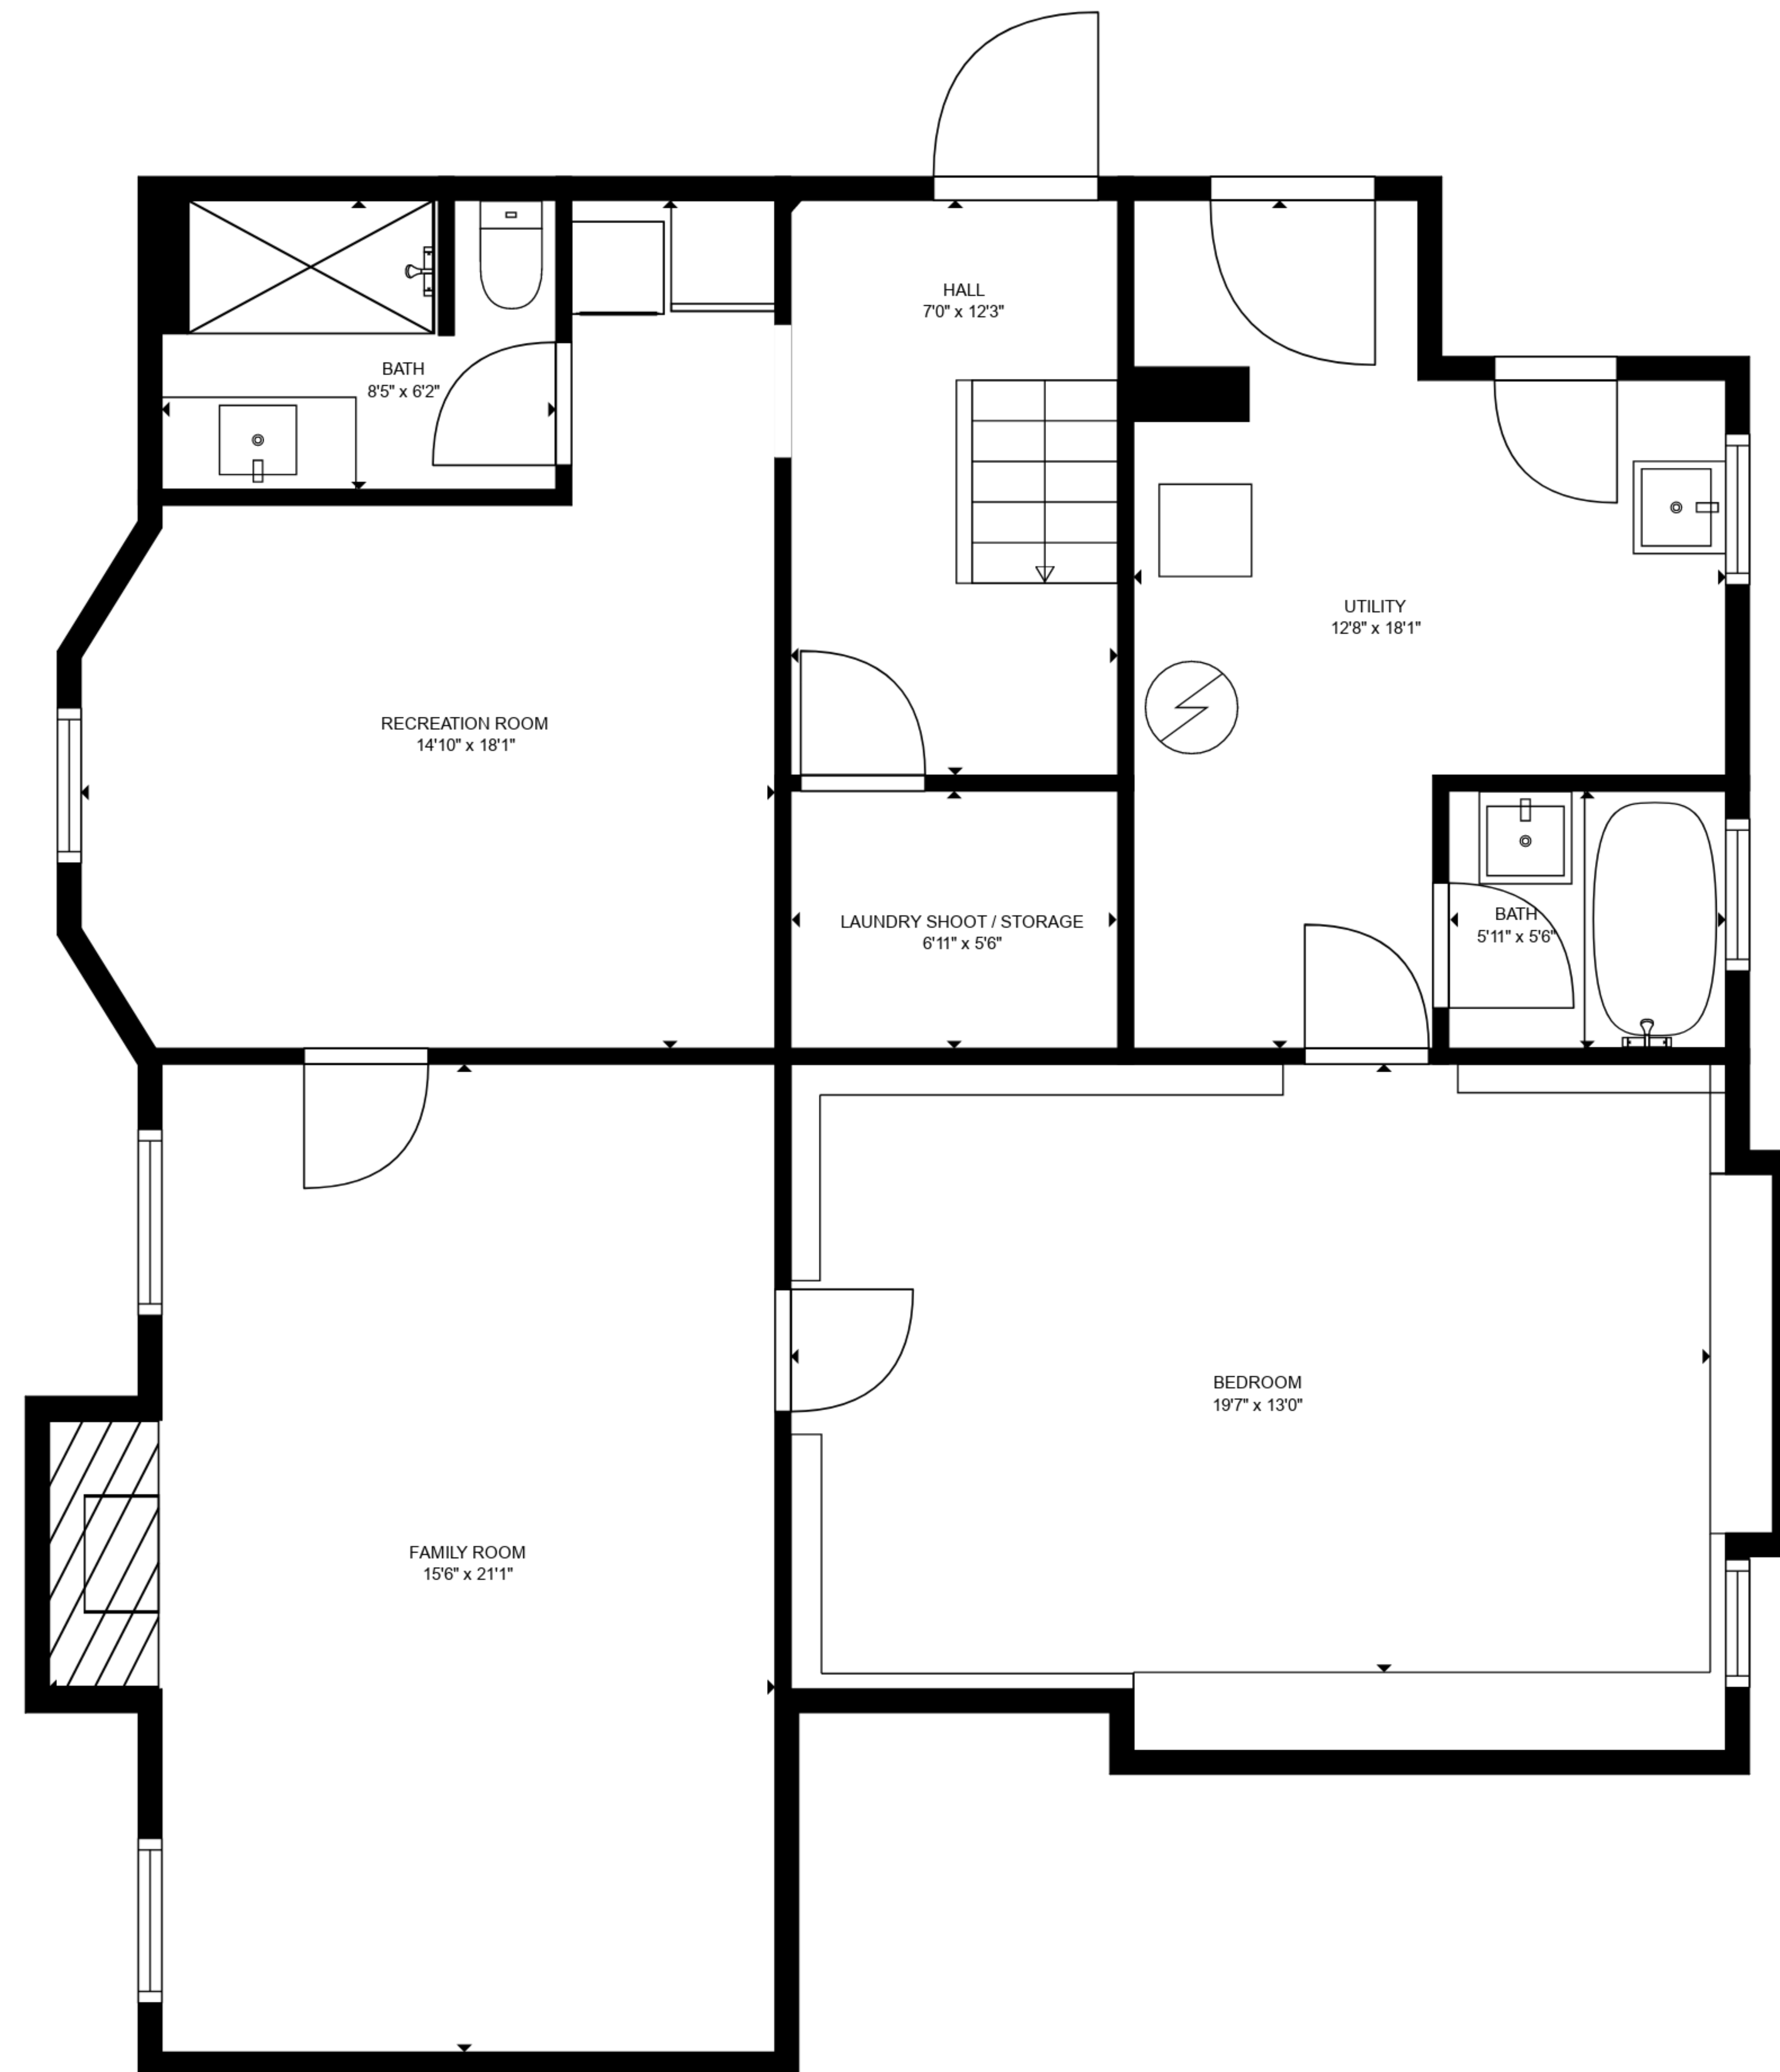 HALL
7'0" x 12'3"
BATH
8'5" x 6'2"
UTILITY
12'8" x 18'1"
RECREATION ROOM
14'10" x 18'1"
LAUNDRY SHOOT / STORAGE
6'11" x 5'6"
BATH
5'11" x 5'6"
BEDROOM
19'7" x 13'0"
FAMILY ROOM
15'6" x 21'1"